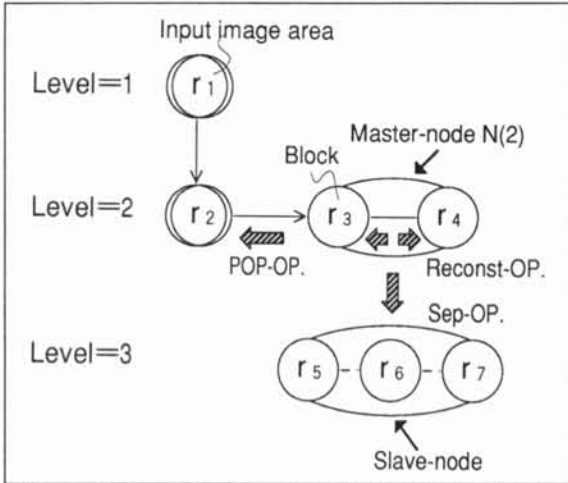 Input image area
Level=1
r1
Master-node N(2)
Block
Level=2
r2
r3
r4
POP-OP.
Reconst-OP.
Sep-OP.
Level=3
r5
r6
r7
Slave-node